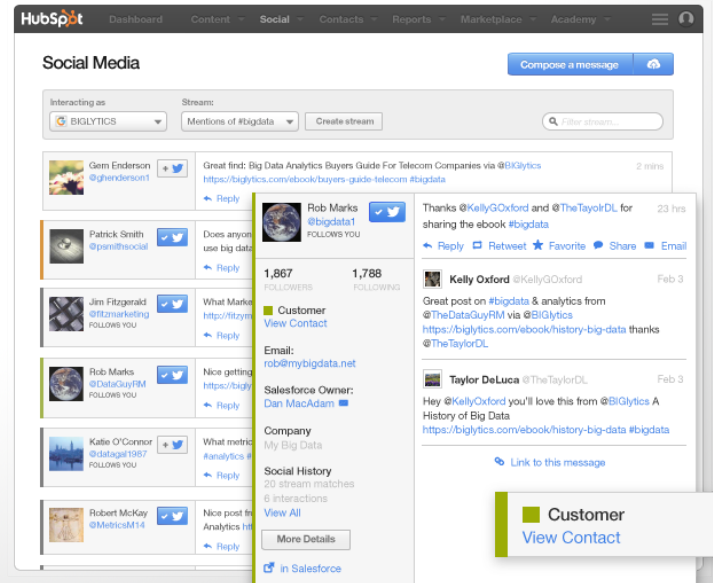 HubSpot Dashboard Content Social Contacts Reports Marketplace Academy
Social Media
Compose a message
Interacting as
Stream:
BIGLYTICS
Mentions of #bigdata
Create stream
Filter stream...
Gem Enderson
@ghenderson1
Great find: Big Data Analytics Buyers Guide For Telecom Companies via @BIGlytics
2 mins
https://biglytics.com/ebook/buyers-guide-telecom #bigdata
Reply
Patrick Smith
@psmithsocial
Does anyon
use big data
Reply
Jim Fitzgerald
@fitzmarketing
FOLLOWS YOU
What Marke
http://fitzym
Reply
Rob Marks
@DataGuyRM
FOLLOWS YOU
Nice getting
https://bigly
Reply
Katie O'Connor
@datagal1987
FOLLOWS YOU
What metric
#analytics #
Reply
Robert McKay
@MetricsM14
Nice post fr
Analytics ht
Reply
Rob Marks
@bigdata1
FOLLOWS YOU
1,867
1,788
FOLLOWERS
FOLLOWING
Customer
View Contact
Email:
rob@mybigdata.net
Salesforce Owner:
Dan MacAdam
Company
My Big Data
Social History
20 stream matches
6 interactions
View All
More Details
in Salesforce
Thanks @KellyGOxford and @TheTaylorDL for
23 hrs
sharing the ebook #bigdata
Reply Retweet Favorite Share Email
Kelly Oxford @KellyGOxford
Feb 3
Great post on #bigdata & analytics from
@TheDataGuyRM via @BIGlytics
https://biglytics.com/ebook/history-big-data thanks
@TheTaylorDL
Taylor DeLuca @TheTaylorDL
Feb 3
Hey @KellyOxford you'll love this from @BIGlytics A
History of Big Data
https://biglytics.com/ebook/history-big-data #bigdata
Link to this message
Customer
View Contact